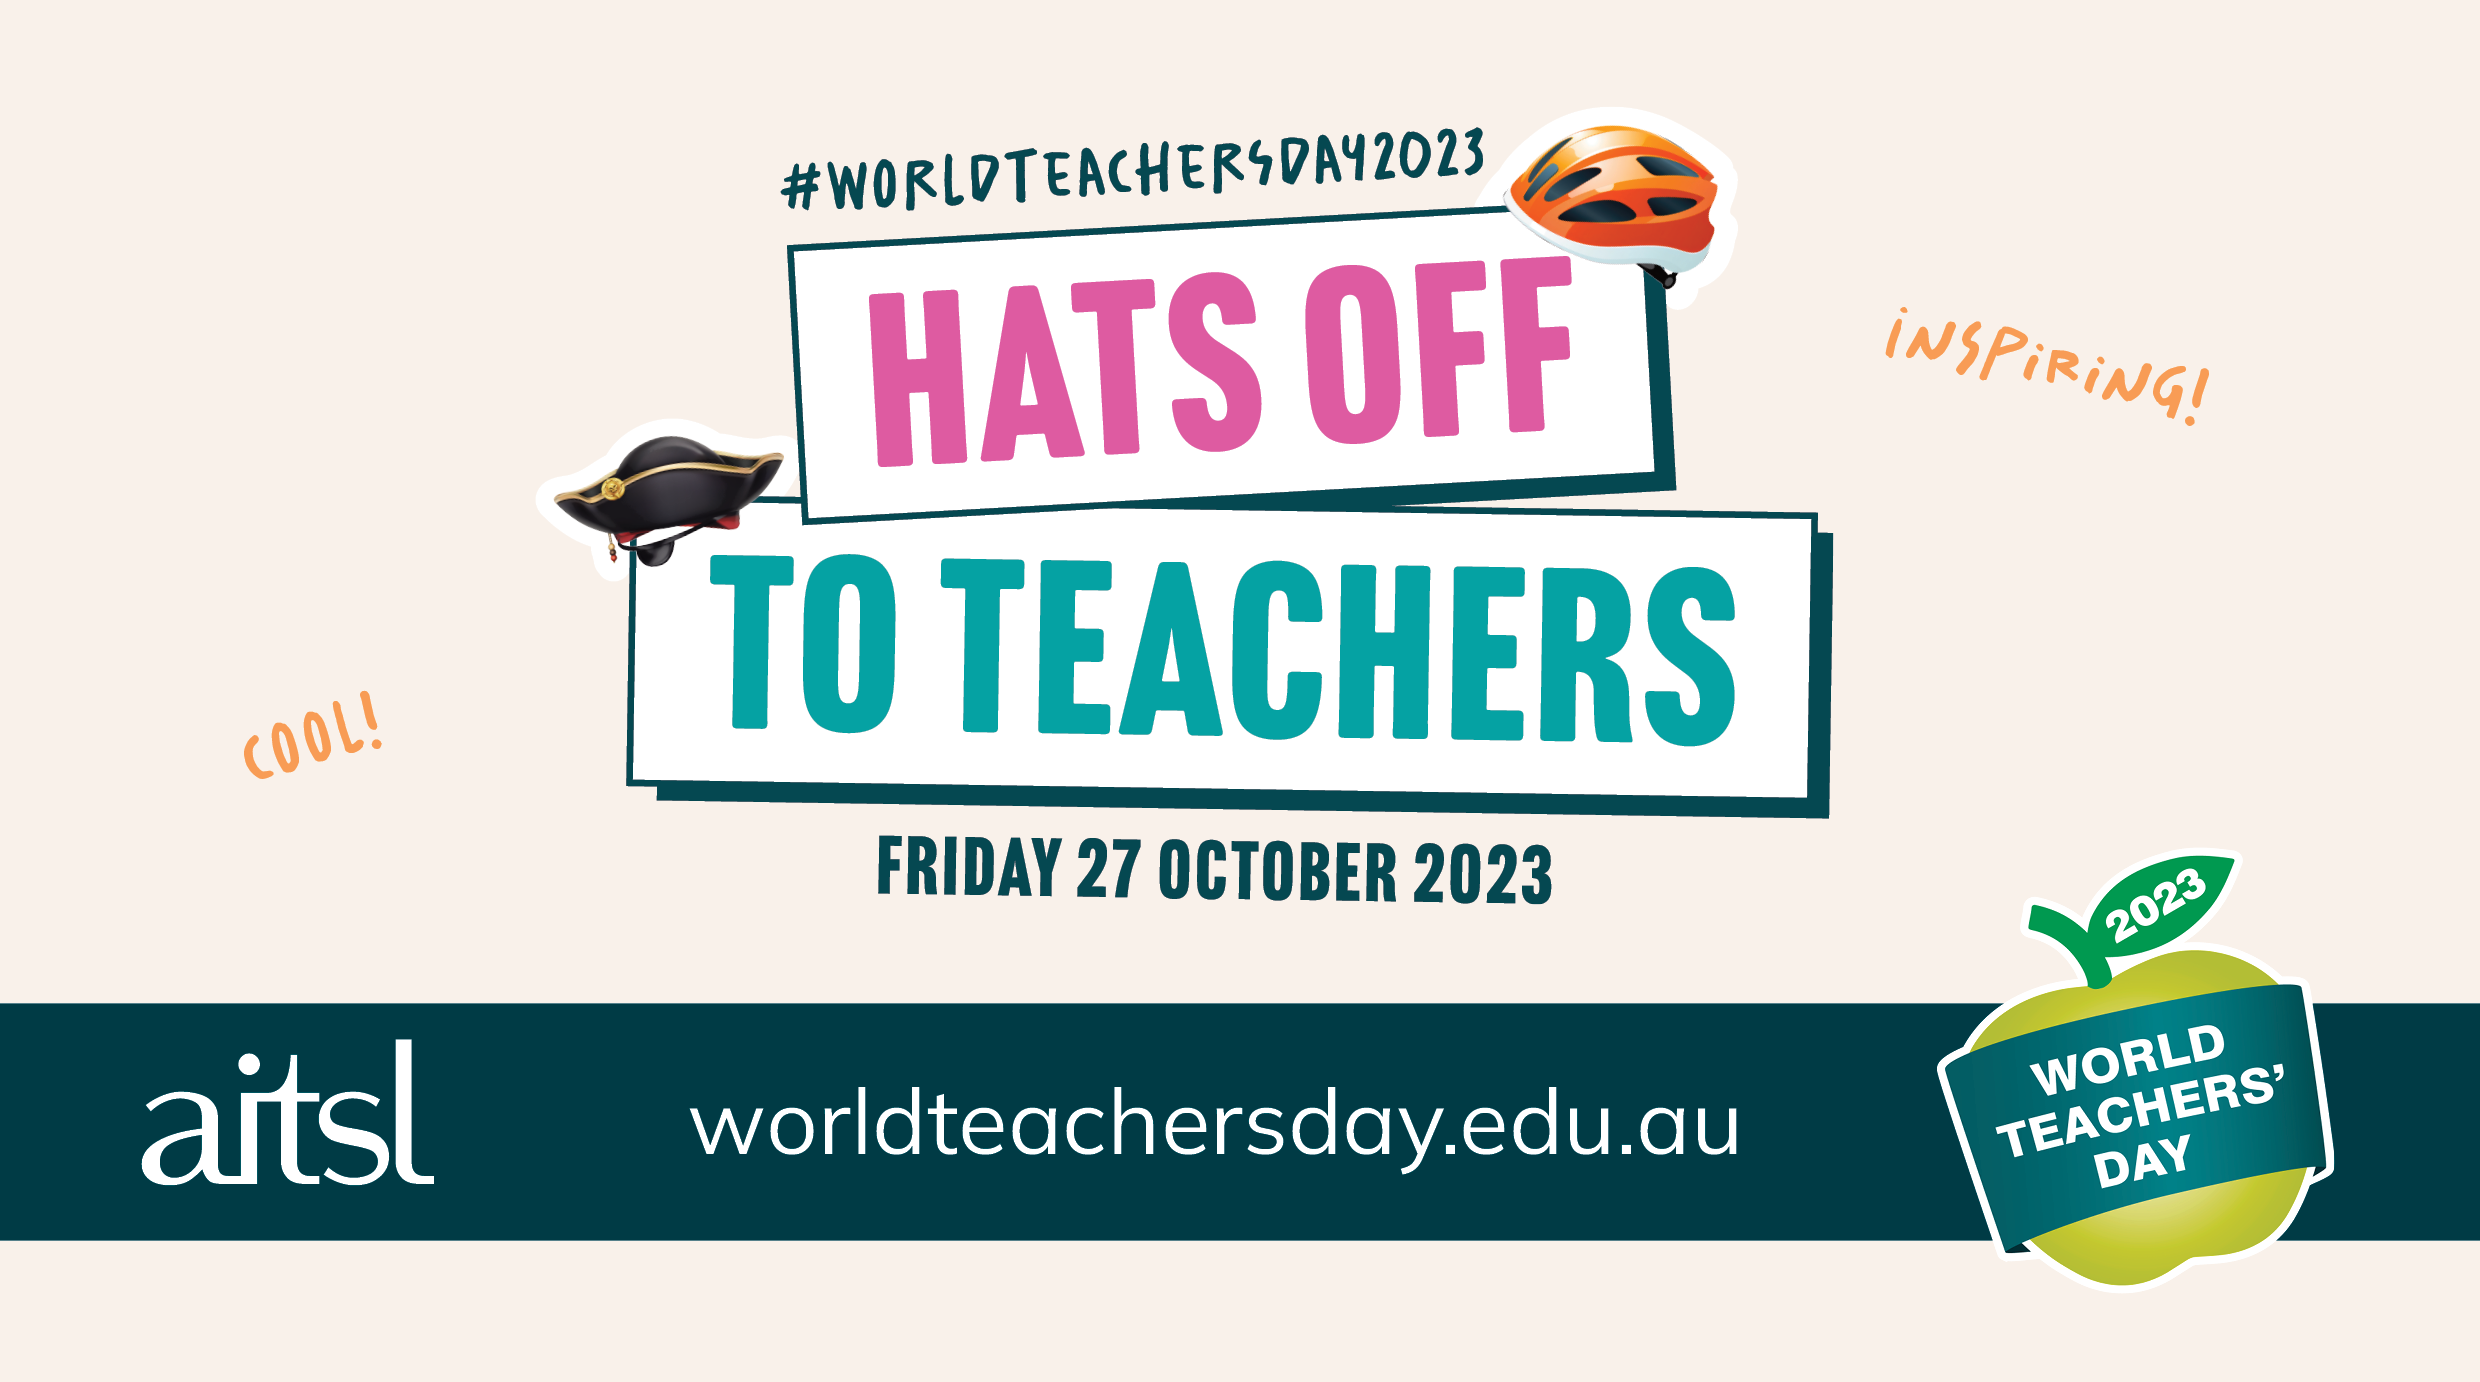 #WORLDTEACHERSDAY2023
HATS OFF
INSPIRING!
TO TEACHERS
COOL!
FRIDAY 27 OCTOBER 2023
2023
WORLD
TEACHERS’
DAY
aitsl
worldteachersday.edu.au